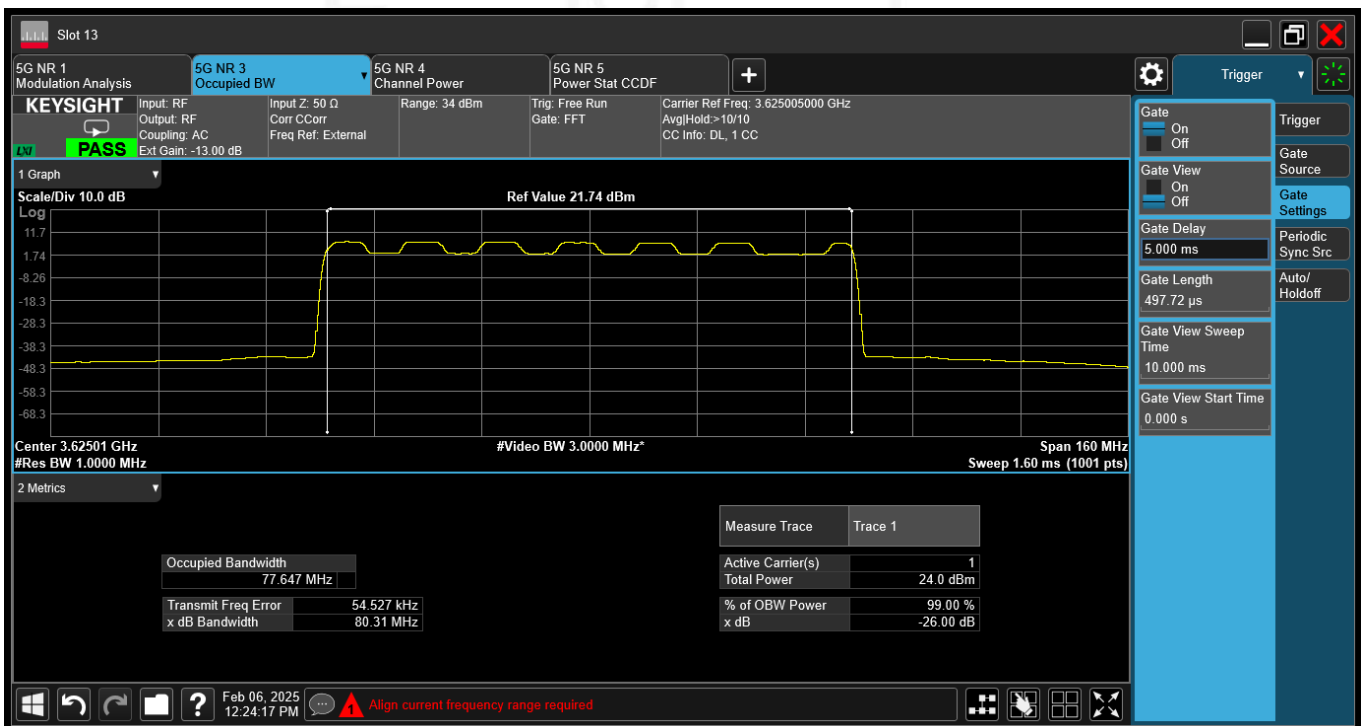 Slot 13
5G NR 1
Modulation Analysis
5G NR 3
Occupied BW
5G NR 4
Channel Power
5G NR 5
Power Stat CCDF
Trigger
KEYSIGHT
LXI
PASS
Input: RF
Output: RF
Coupling: AC
Ext Gain: -13.00 dB
Input Z: 50 Ω
Corr CCorr
Freq Ref: External
Range: 34 dBm
Trig: Free Run
Gate: FFT
Carrier Ref Freq: 3.625005000 GHz
Avg|Hold:>10/10
CC Info: DL, 1 CC
1 Graph
Scale/Div 10.0 dB
Ref Value 21.74 dBm
Log
11.7
1.74
-8.26
-18.3
-28.3
-38.3
-48.3
-58.3
-68.3
Center 3.62501 GHz
#Video BW 3.0000 MHz*
Span 160 MHz
#Res BW 1.0000 MHz
Sweep 1.60 ms (1001 pts)
2 Metrics
Measure Trace Trace 1
Occupied Bandwidth
77.647 MHz
Active Carrier(s) 1
Total Power 24.0 dBm
Transmit Freq Error 54.527 kHz
x dB Bandwidth 80.31 MHz
% of OBW Power 99.00 %
x dB -26.00 dB
Gate
On
Off
Gate View
On
Off
Gate Delay
5.000 ms
Gate Length
497.72 µs
Gate View Sweep
Time
10.000 ms
Gate View Start Time
0.000 s
Trigger
Gate
Source
Gate
Settings
Periodic
Sync Src
Auto/
Holdoff
?
Feb 06, 2025
12:24:17 PM
1
Align current frequency range required